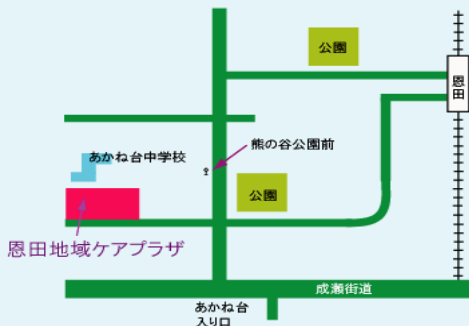 公園
恩田
熊の谷公園前
あかね台中学校
公園
恩田地域ケアプラザ
成瀬街道
あかね台
入り口